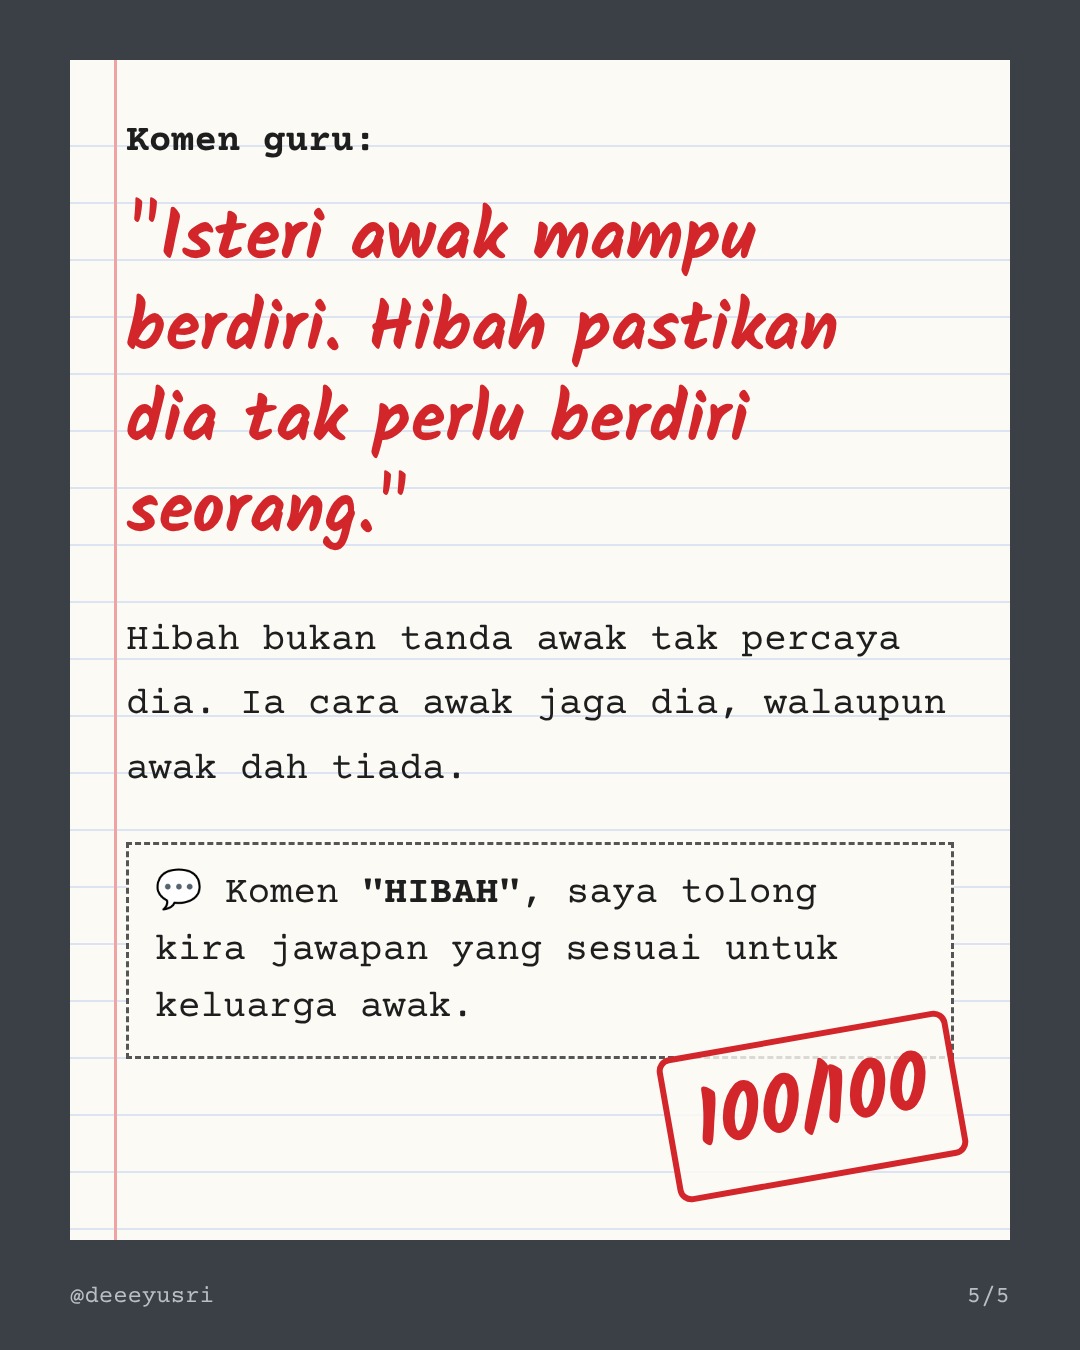 Komen guru:
"Isteri awak mampu
berdiri. Hibah pastikan
dia tak perlu berdiri
seorang."
Hibah bukan tanda awak tak percaya
dia. Ia cara awak jaga dia, walaupun
awak dah tiada.
💬 Komen "HIBAH", saya tolong
kira jawapan yang sesuai untuk
keluarga awak.
100/100
@deeeyusri
5/5